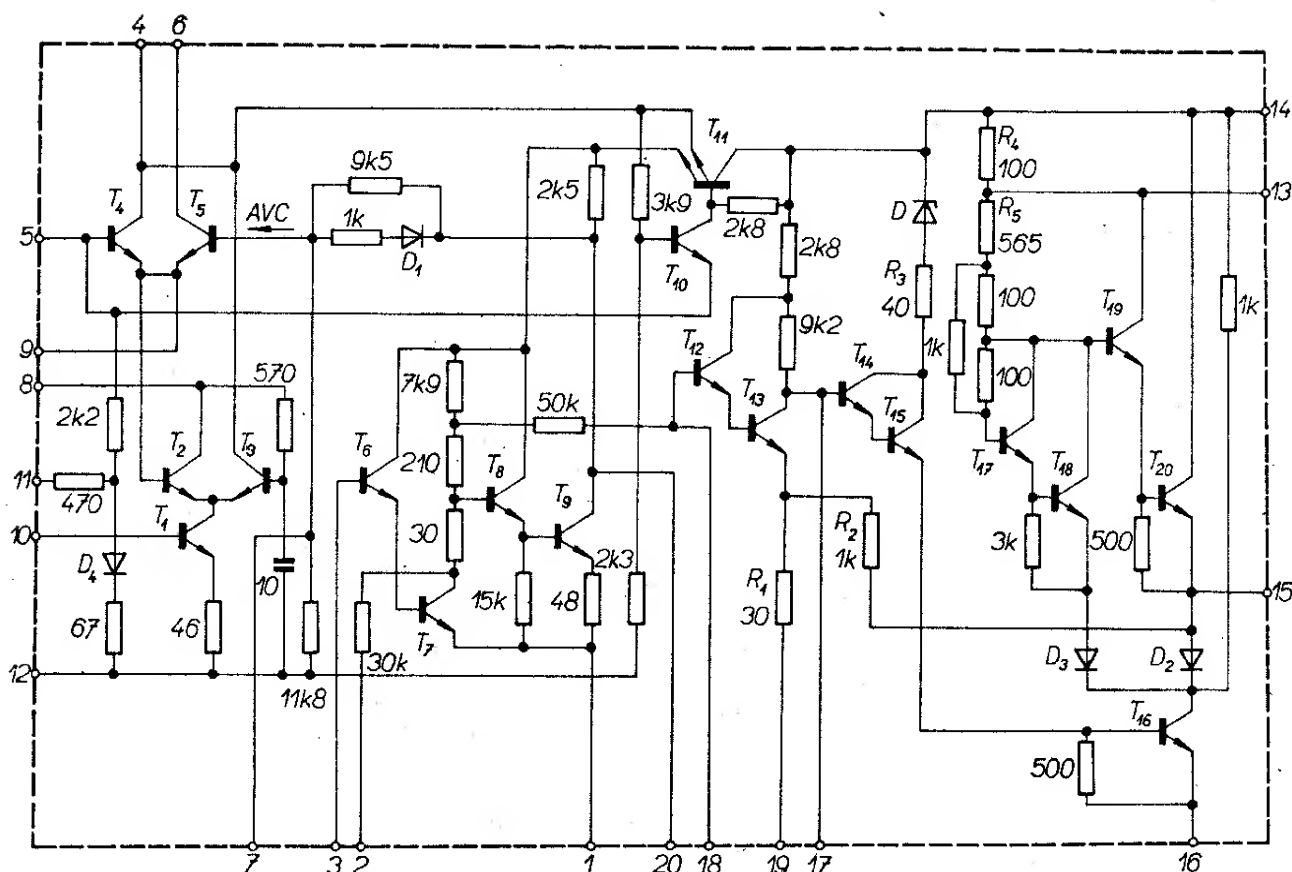 4 6
14
T11
R4
100
9k5
2k5
3k9
13
T4 T5 AVC 1k
2k8
D
R5
565
5
D1
T10
2k8
R3
40
100
1k
9k2
T19
9
570
T12
1k
8
7k9
T13
T14
100
2k2
50k
T15
T2 T9
T6
210
T8
T17
T18
T20
11
470
T9
10
T1
30
2k3
R2
1k
3k
500
D4
10
15k
48
R1
30
15
67
46
T7
30k
D3 D2
12
11k8
T16
500
7 3 2 1 20 18 19 17 16